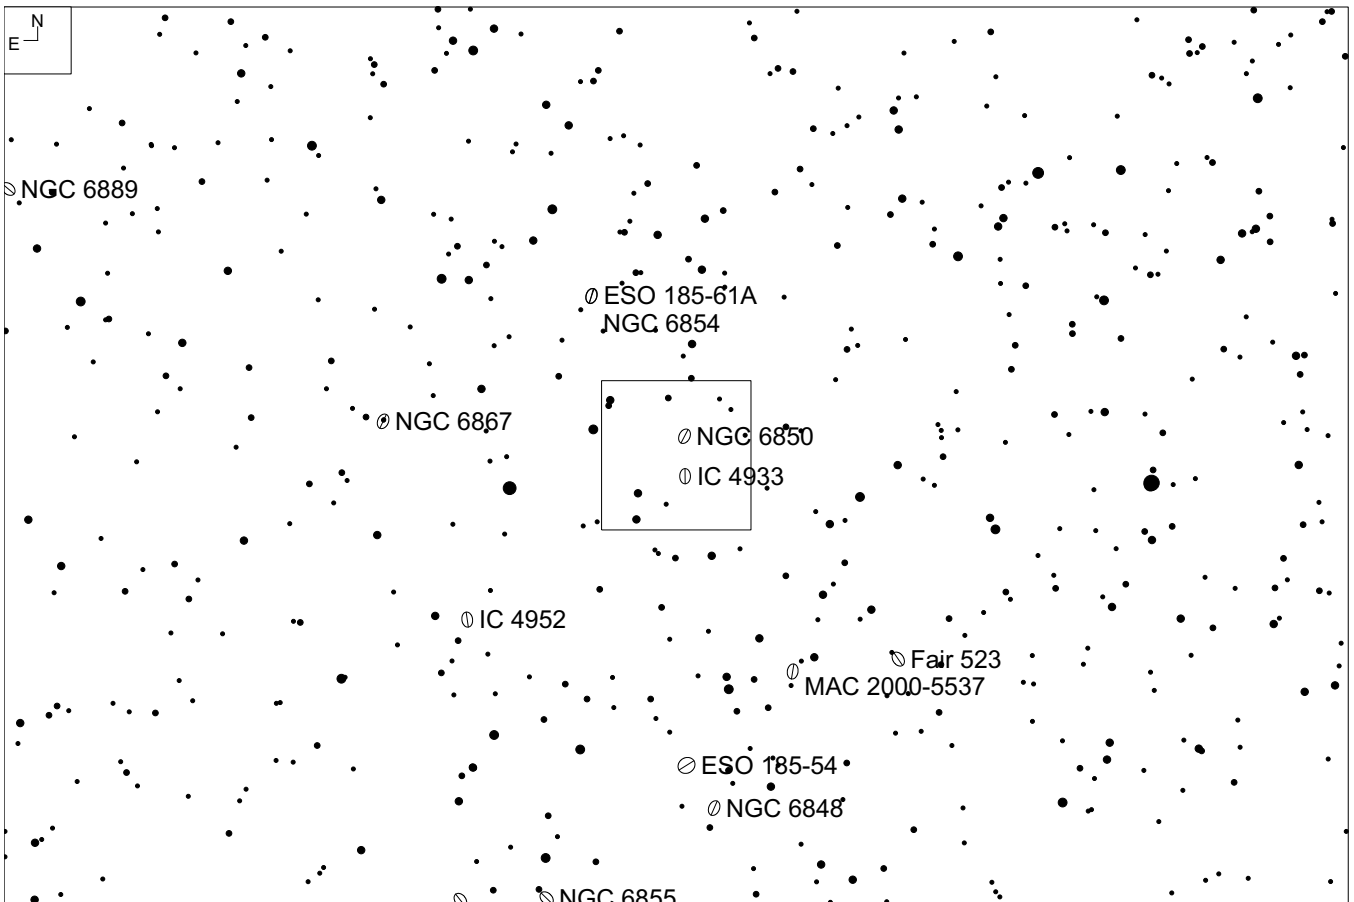 N
E
NGC 6889
ESO 185-61A
NGC 6854
NGC 6867
NGC 6850
IC 4933
IC 4952
Fair 523
MAC 2000-5537
ESO 185-54
NGC 6848
NGC 6855